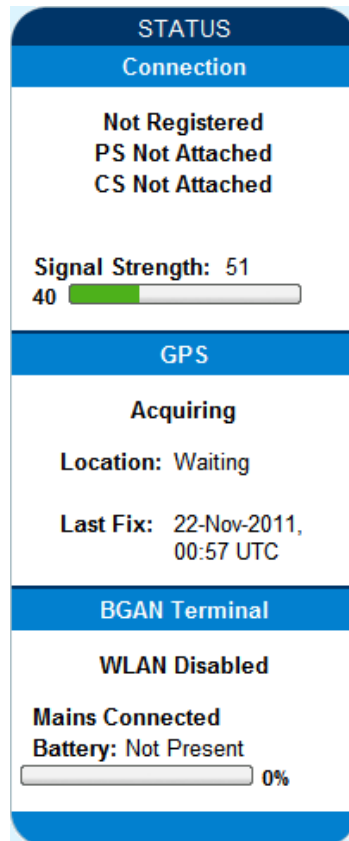 STATUS
Connection
Not Registered
PS Not Attached
CS Not Attached
Signal Strength: 51
40
GPS
Acquiring
Location: Waiting
Last Fix: 22-Nov-2011,
00:57 UTC
BGAN Terminal
WLAN Disabled
Mains Connected
Battery: Not Present
0%